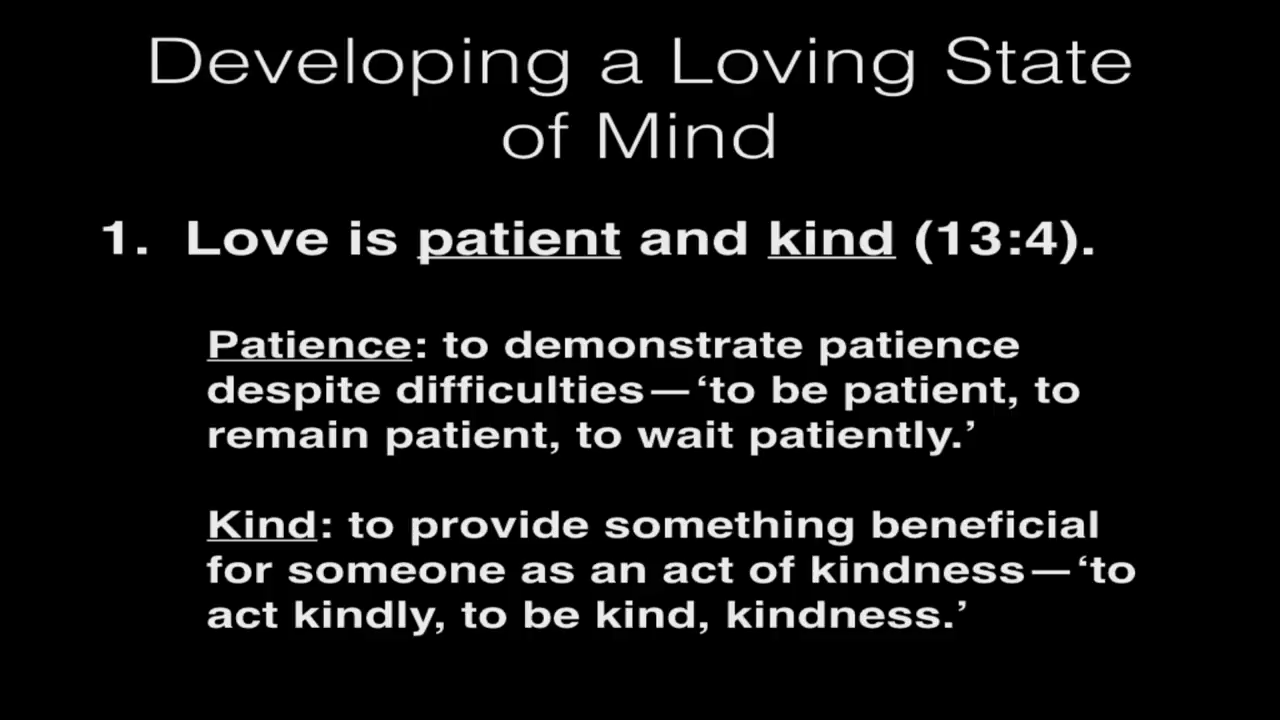 Developing a Loving State
of Mind
1. Love is patient and kind (13:4).
Patience: to demonstrate patience
despite difficulties—‘to be patient, to
remain patient, to wait patiently.’
Kind: to provide something beneficial
for someone as an act of kindness—‘to
act kindly, to be kind, kindness.’